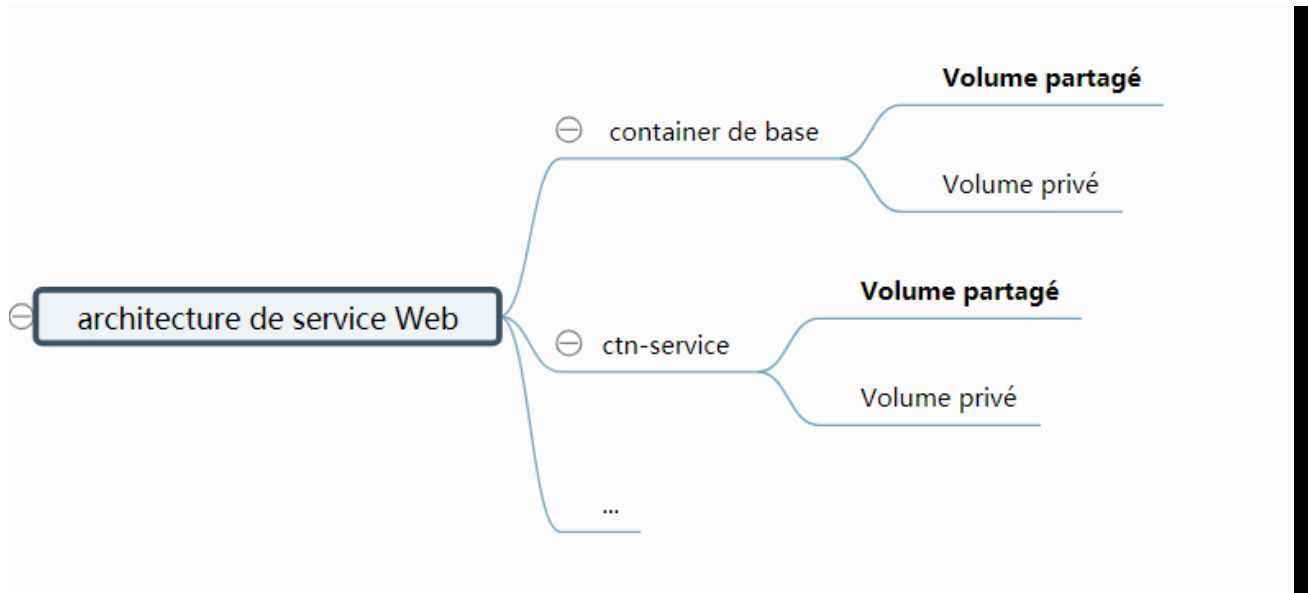 Volume partagé
container de base
Volume privé
architecture de service Web
Volume partagé
ctn-service
Volume privé
...